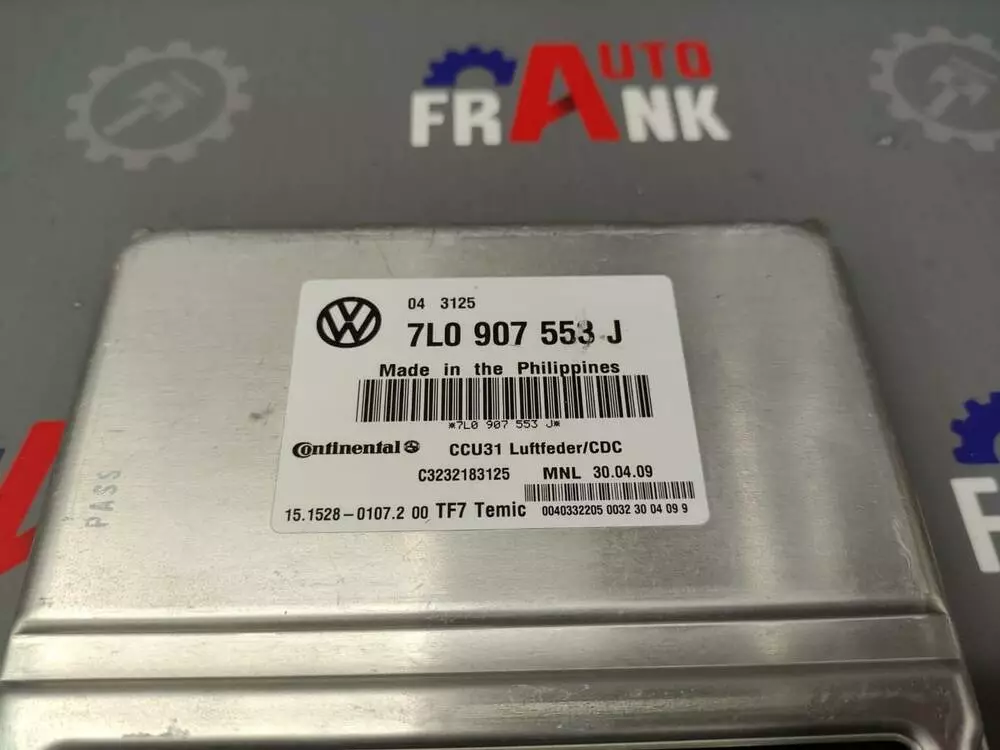 AUTO
FRANK
04 3125
7L0 907 553 J
Made in the Philippines
*7L0 907 553 J*
Continental
CCU31 Luftfeder/CDC
C3232183125 MNL 30.04.09
15.1528-0107.2 00 TF7 Temic
0040332205 0032 30 04 09 9
PASS